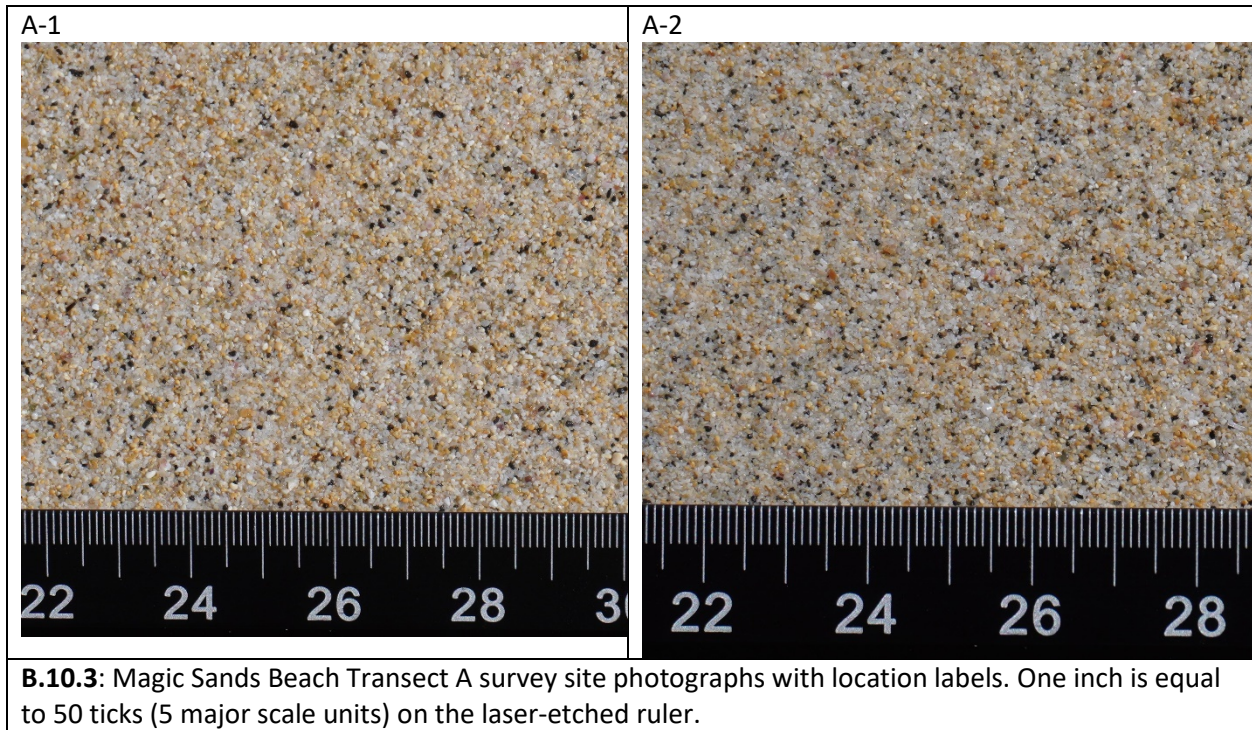 A-1
A-2
22 24 26 28 30
22 24 26 28
B.10.3: Magic Sands Beach Transect A survey site photographs with location labels. One inch is equal
to 50 ticks (5 major scale units) on the laser-etched ruler.